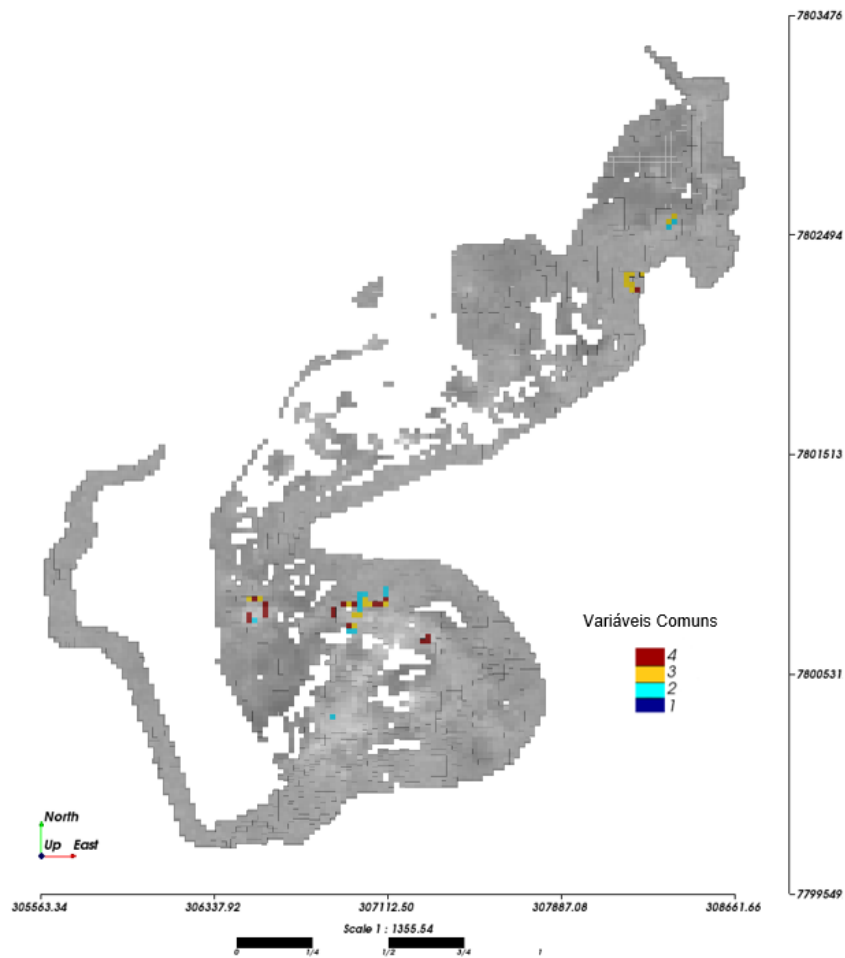 7803476
7802494
7801513
Variáveis Comuns
4
3
2
1
7800531
North
Up East
7799549
305563.34 306337.92 307112.50 307887.08 308661.66
Scale 1 : 1355.54
0 1/4 1/2 3/4 1